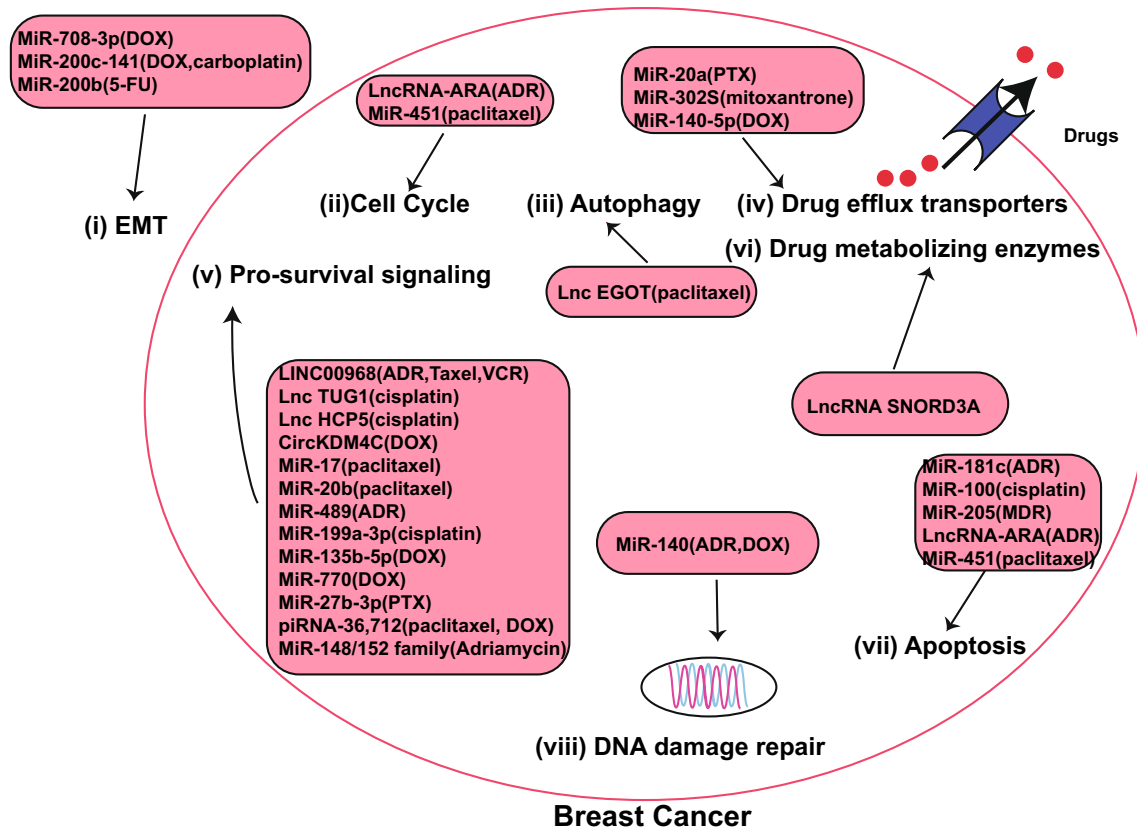 MiR-708-3p(DOX)
MiR-200c-141(DOX,carboplatin)
MiR-200b(5-FU)
(i) EMT
LncRNA-ARA(ADR)
MiR-451(paclitaxel)
(ii)Cell Cycle
MiR-20a(PTX)
MiR-302S(mitoxantrone)
MiR-140-5p(DOX)
Drugs
(iii) Autophagy
(iv) Drug efflux transporters
(vi) Drug metabolizing enzymes
(v) Pro-survival signaling
Lnc EGOT(paclitaxel)
LINC00968(ADR,Taxel,VCR)
Lnc TUG1(cisplatin)
Lnc HCP5(cisplatin)
CircKDM4C(DOX)
MiR-17(paclitaxel)
MiR-20b(paclitaxel)
MiR-489(ADR)
MiR-199a-3p(cisplatin)
MiR-135b-5p(DOX)
MiR-770(DOX)
MiR-27b-3p(PTX)
piRNA-36,712(paclitaxel, DOX)
MiR-148/152 family(Adriamycin)
LncRNA SNORD3A
MiR-181c(ADR)
MiR-100(cisplatin)
MiR-205(MDR)
LncRNA-ARA(ADR)
MiR-451(paclitaxel)
MiR-140(ADR,DOX)
(vii) Apoptosis
(viii) DNA damage repair
Breast Cancer